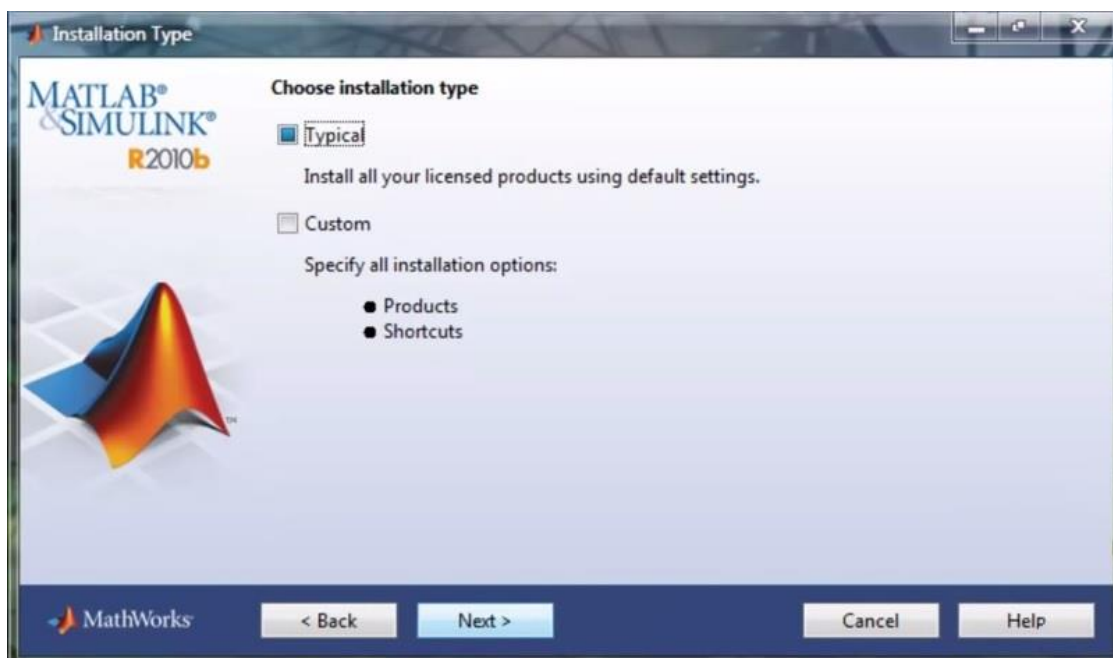 Installation Type
MATLAB®
&SIMULINK®
R2010b
Choose installation type
Typical
Install all your licensed products using default settings.
Custom
Specify all installation options:
● Products
● Shortcuts
TM
MathWorks
< Back
Next >
Cancel
Help